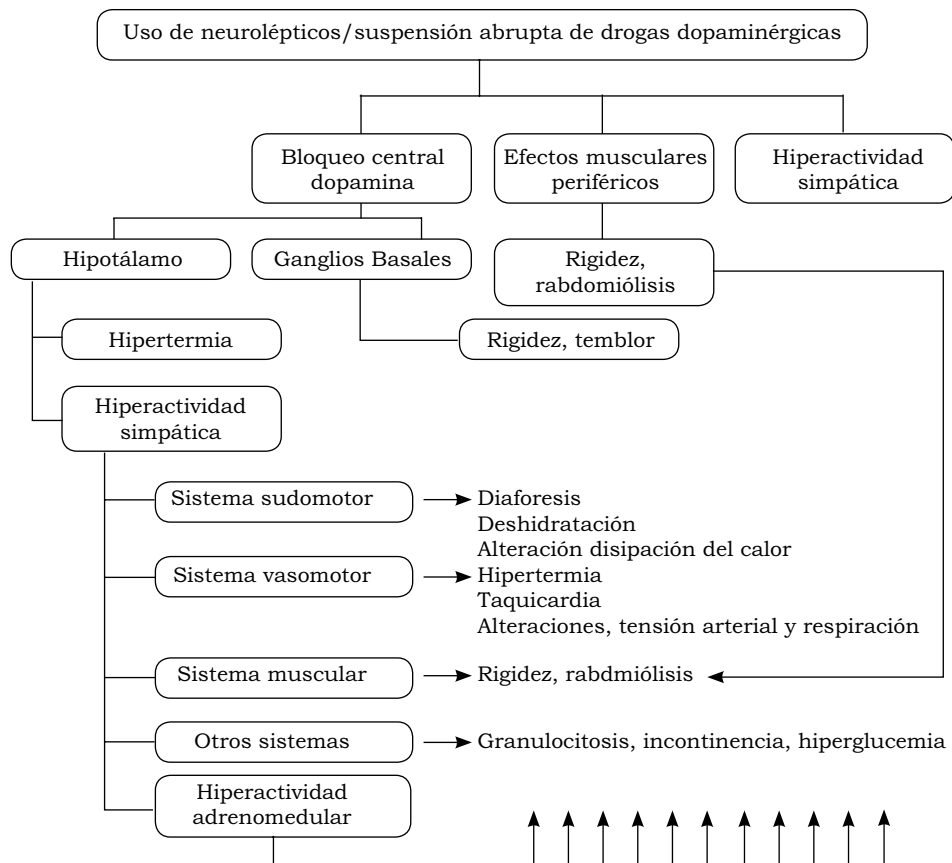 Uso de neurolépticos/suspensión abrupta de drogas dopaminérgicas
Bloqueo central
dopamina
Efectos musculares
periféricos
Hiperactividad
simpática
Hipotálamo
Ganglios Basales
Rigidez,
rabdomiólisis
Hipertermia
Rigidez, temblor
Hiperactividad
simpática
Sistema sudomotor
Diaforesis
Deshidratación
Alteración disipación del calor
Sistema vasomotor
Hipertermia
Taquicardia
Alteraciones, tensión arterial y respiración
Sistema muscular
Rigidez, rabdmiólisis
Otros sistemas
Granulocitosis, incontinencia, hiperglucemia
Hiperactividad
adrenomedular